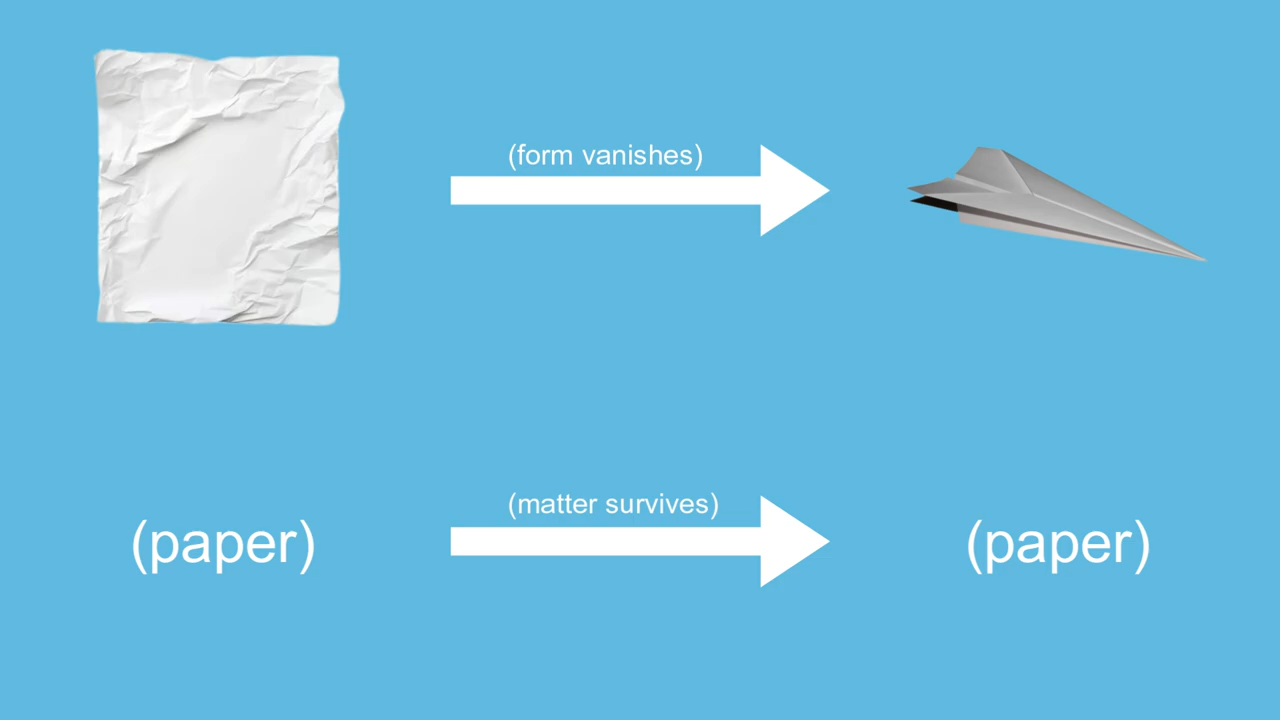 (form vanishes)
(matter survives)
(paper)
(paper)